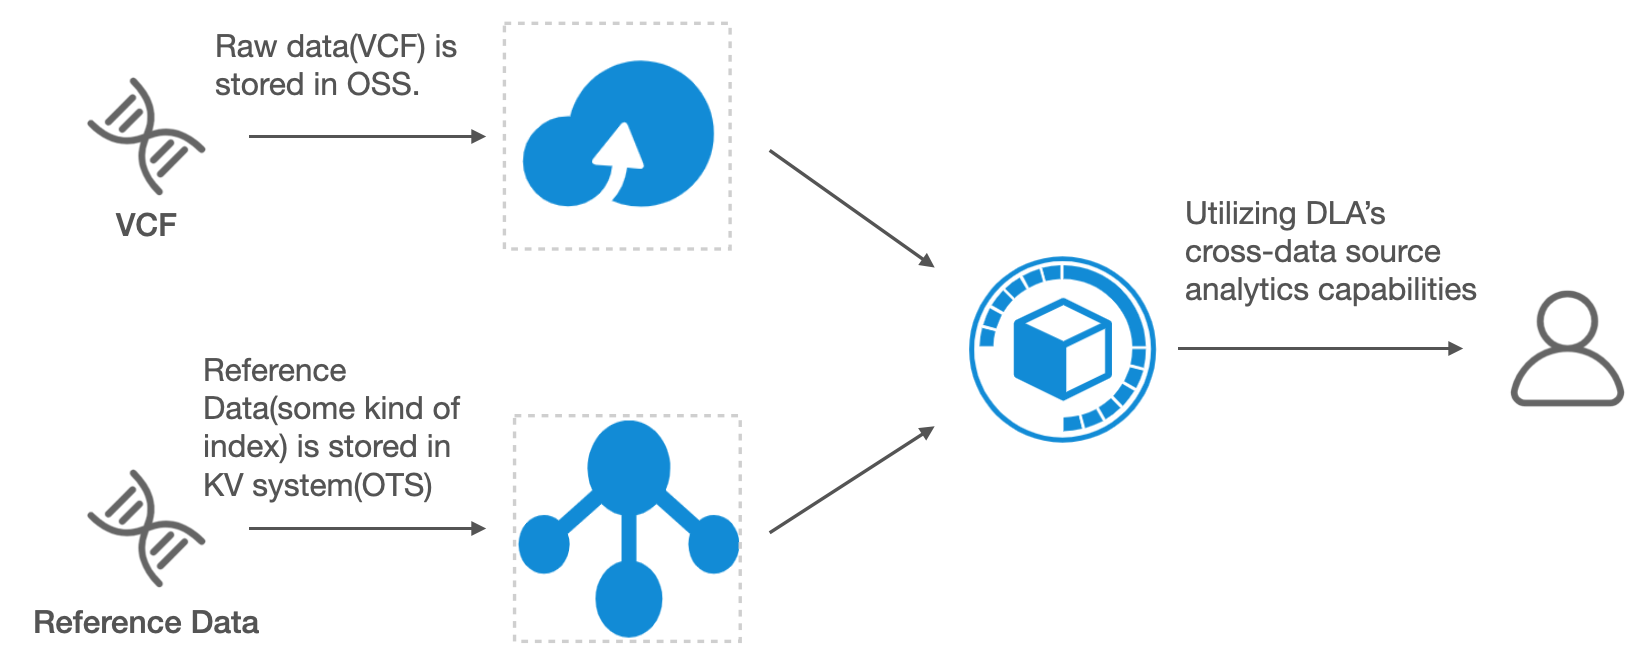 Raw data(VCF) is
stored in OSS.
VCF
Utilizing DLA’s
cross-data source
analytics capabilities
Reference
Data(some kind of
index) is stored in
KV system(OTS)
Reference Data